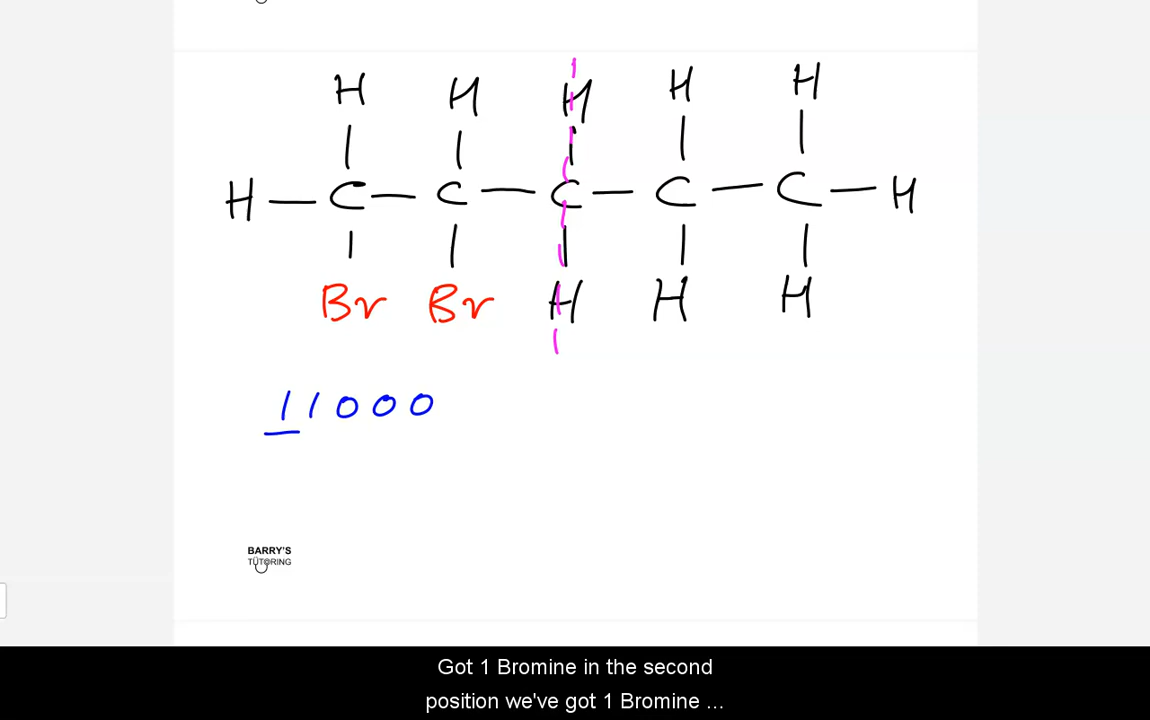 H H H H H
H — C — C — C — C — C — H
Br Br H H H
11000
BARRY'S
TUTORING
Got 1 Bromine in the second
position we've got 1 Bromine ...